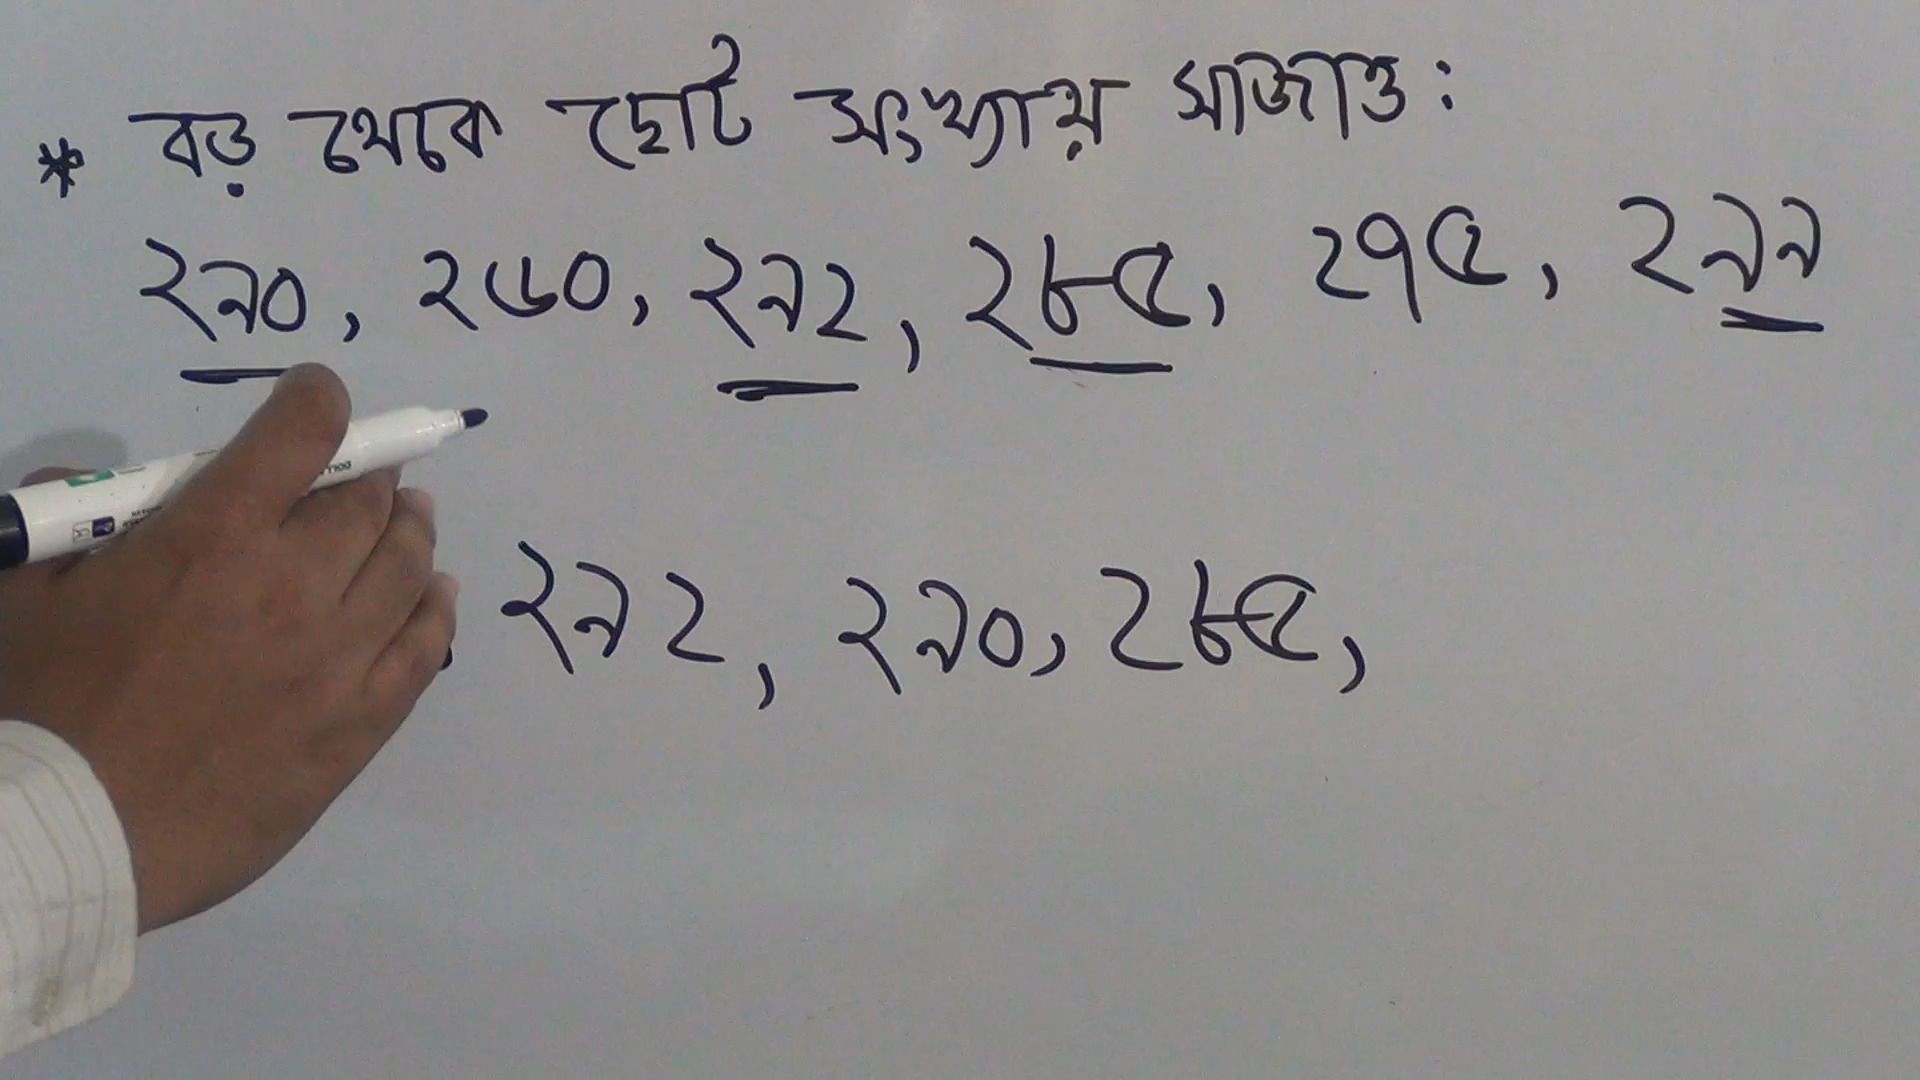 * বড় থেকে ছোট সংখ্যায় সাজাও:
২৯০, ২৬০, ২৯২, ২৮৫, ২৭৫, ২৯৯
২৯২, ২৯০, ২৮৫,